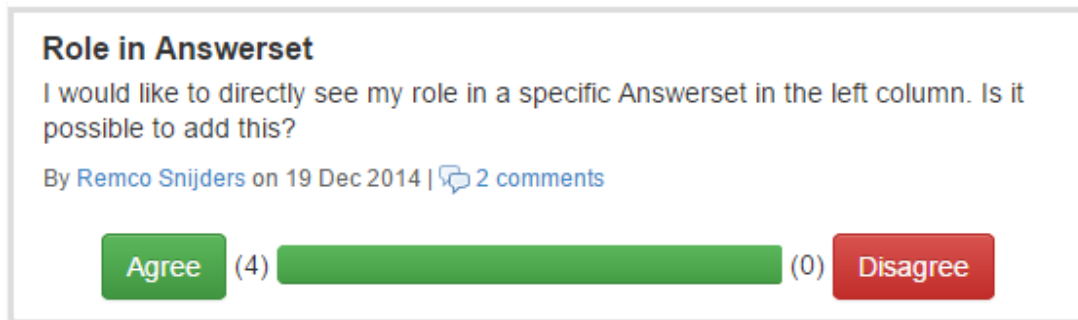 Role in Answerset
I would like to directly see my role in a specific Answerset in the left column. Is it
possible to add this?
By Remco Snijders on 19 Dec 2014 | 2 comments
Agree (4) (0) Disagree